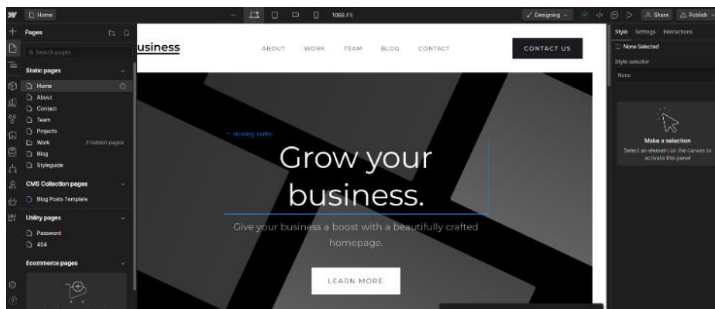 Home
1088 PX
Designing
Share
Publish
Pages
Search pages
Static pages
Home
About
Contact
Team
Projects
Work
Blog
Styleguide
CMS Collection pages
Blog Posts Template
Utility pages
Password
404
Ecommerce pages
usiness
ABOUT
WORK
TEAM
BLOG
CONTACT
CONTACT US
Grow your
business.
Give your business a boost with a beautifully crafted
homepage.
LEARN MORE
Style
Settings
Interactions
None Selected
Style selector
None
Make a selection
Select an element on the canvas to
activate this panel